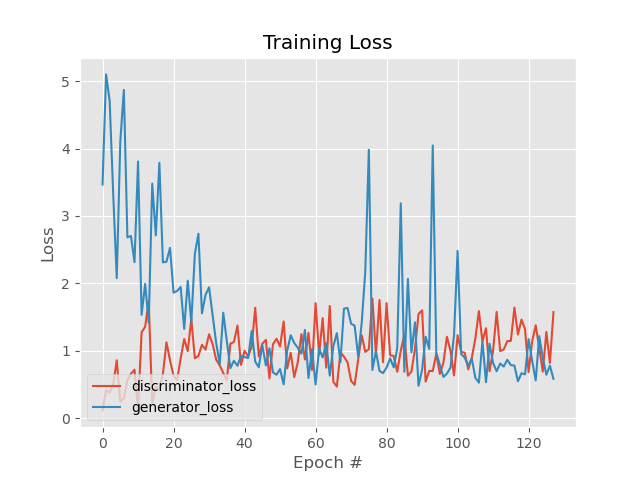 Training Loss
Loss
5
4
3
2
1
0
discriminator_loss
generator_loss
0 20 40 60 80 100 120
Epoch #